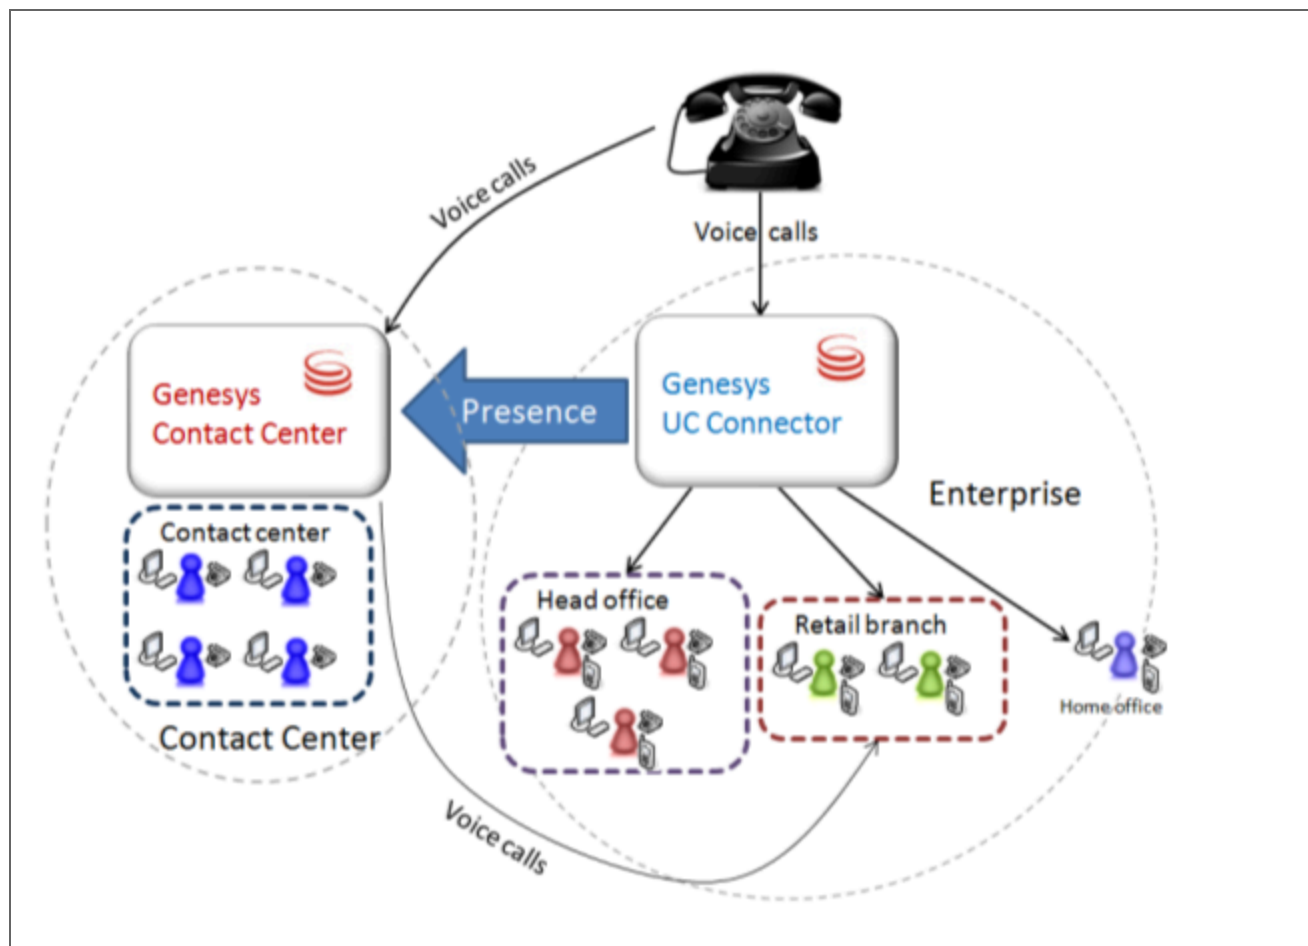 Voice calls
Voice calls
Genesys
Contact Center
Presence
Genesys
UC Connector
Enterprise
Contact center
Head office
Retail branch
Home office
Contact Center
Voice calls